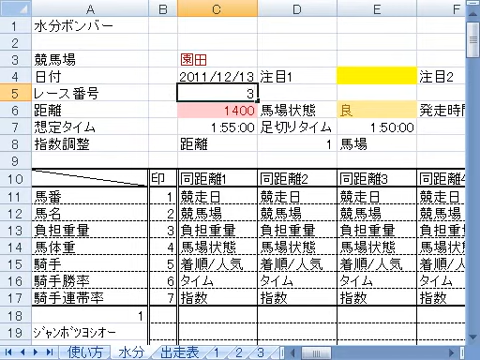 A B C D E F
1 水分ボンバー
2
3 競馬場 園田
4 日付 2011/12/13 注目1 注目2
5 レース番号 3
6 距離 1400 馬場状態 良 発走時
7 想定タイム 1:55:00 足切りタイム 1:50:00
8 指数調整 距離 1 馬場
9
10 印 同距離1 同距離2 同距離3 同距離4
11 馬番 1 競走日 競走日 競走日 競走日
12 馬名 2 競馬場 競馬場 競馬場 競馬場
13 負担重量 3 負担重量 負担重量 負担重量 負担重量
14 馬体重 4 馬場状態 馬場状態 馬場状態 馬場状態
15 騎手 5 着順/人気 着順/人気 着順/人気 着順/人気
16 騎手勝率 6 タイム タイム タイム タイム
17 騎手連帯率 7 指数 指数 指数 指数
18 1
19 ジャンボツヨシオー
使い方 水分 出走表 1 2 3